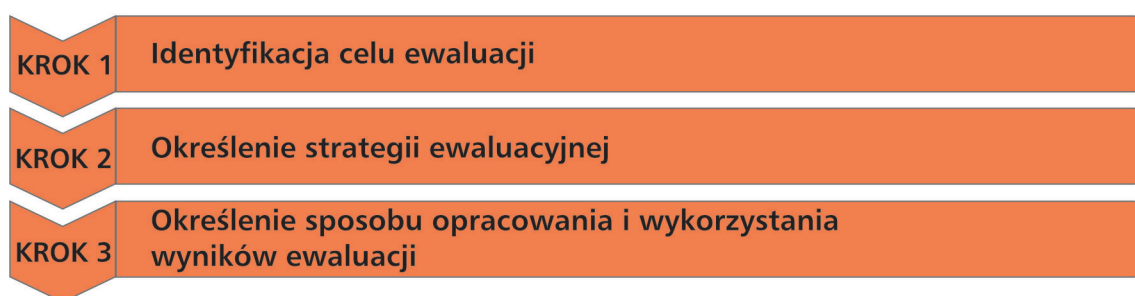 KROK 1
Identyfikacja celu ewaluacji
KROK 2
Określenie strategii ewaluacyjnej
KROK 3
Określenie sposobu opracowania i wykorzystania
wyników ewaluacji